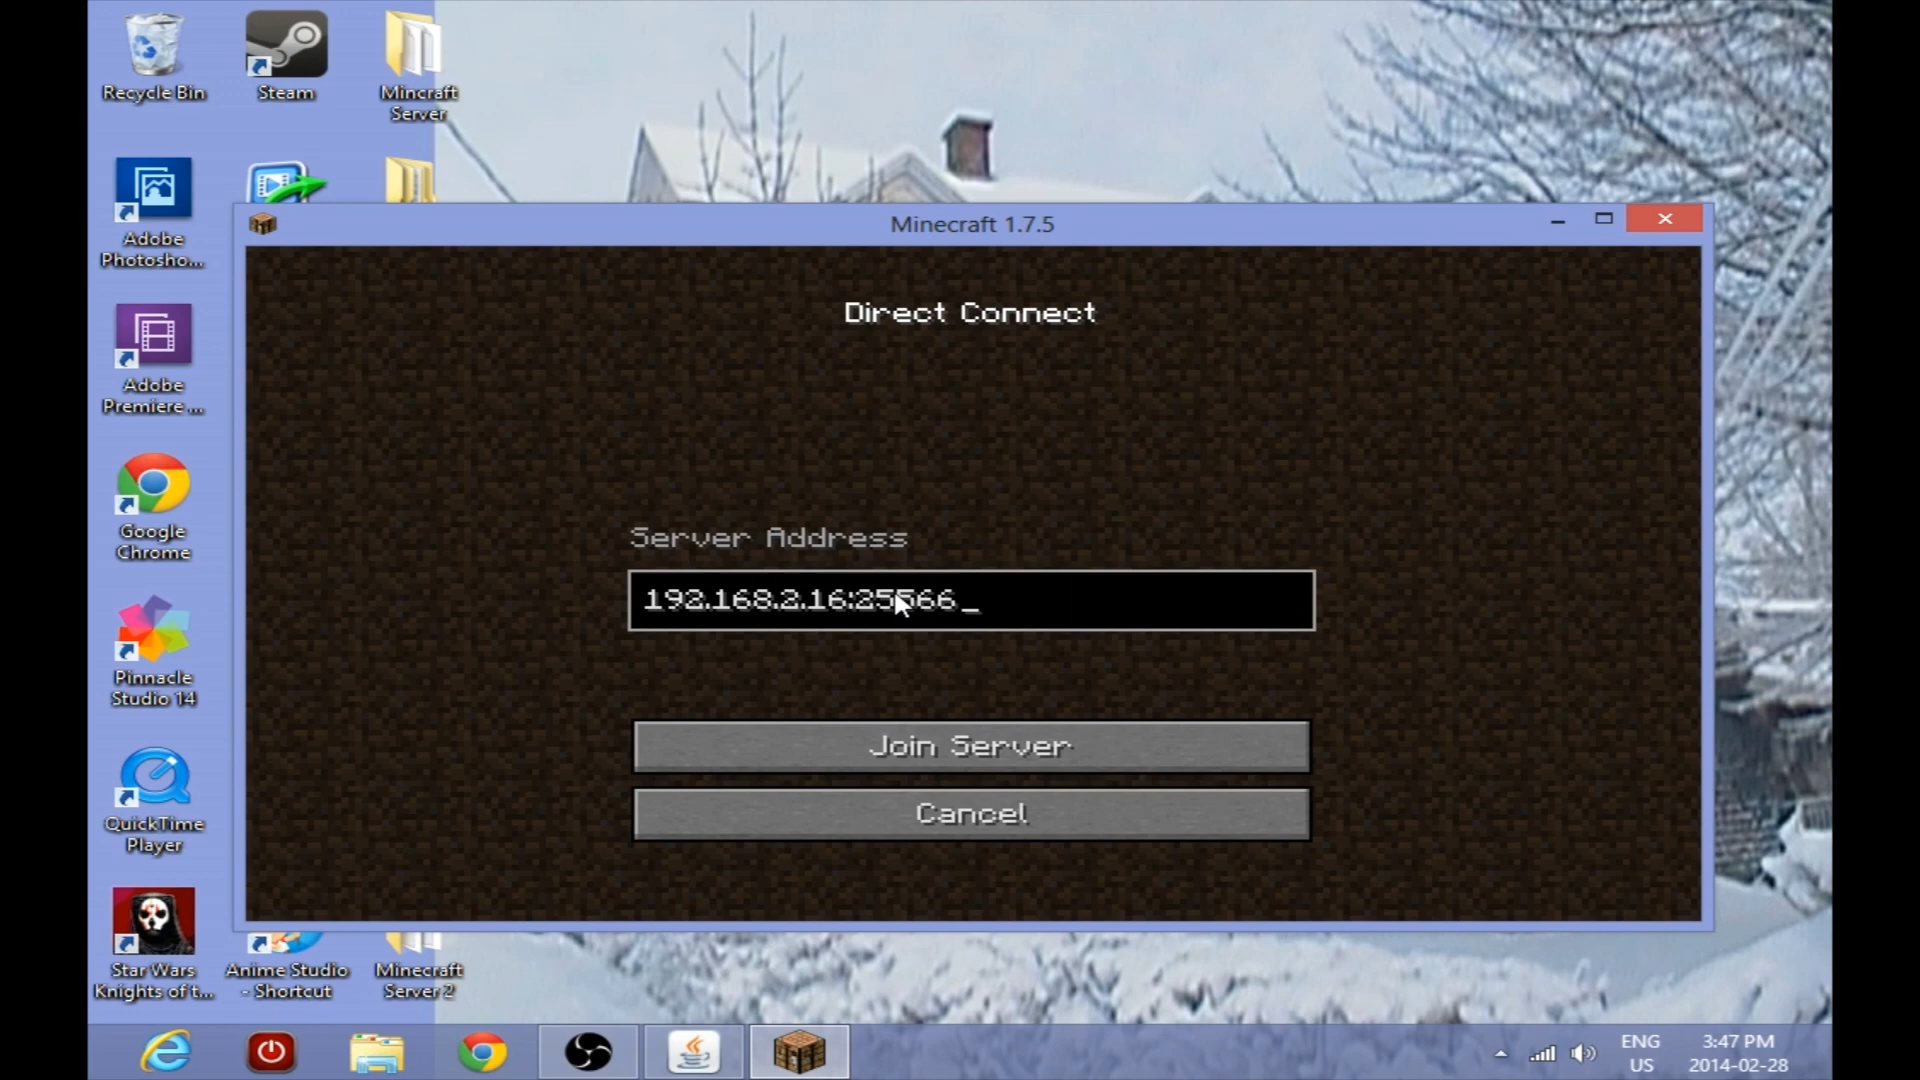 Recycle Bin
Steam
Mincraft
Server
Adobe
Photosho...
Minecraft 1.7.5
Direct Connect
Adobe
Premiere ...
Google
Chrome
Server Address
192.168.2.16:25566_
Pinnacle
Studio 14
Join Server
Cancel
QuickTime
Player
Star Wars
Knights of t...
Anime Studio
- Shortcut
Minecraft
Server 2
ENG
US
3:47 PM
2014-02-28